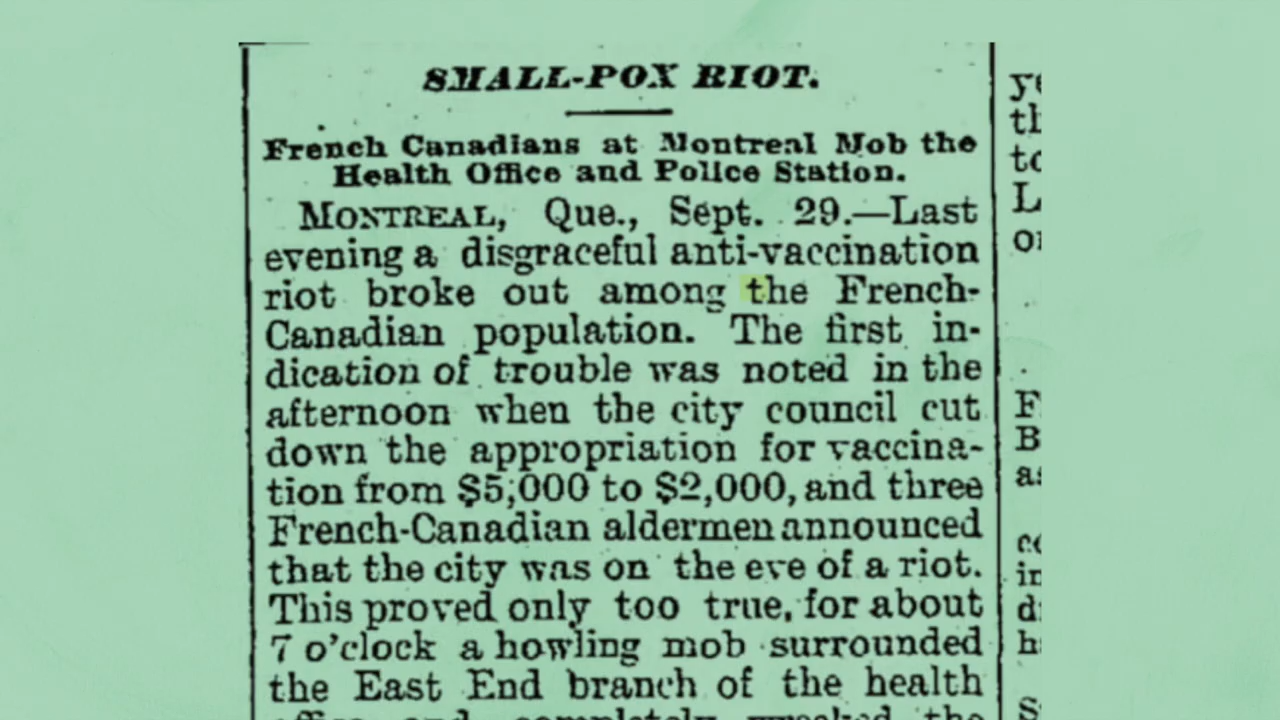 SMALL-POX RIOT.
French Canadians at Montreal Mob the
Health Office and Police Station.
MONTREAL, Que., Sept. 29.—Last
evening a disgraceful anti-vaccination
riot broke out among the French-
Canadian population. The first in-
dication of trouble was noted in the
afternoon when the city council cut
down the appropriation for vaccina-
tion from $5,000 to $2,000, and three
French-Canadian aldermen announced
that the city was on the eve of a riot.
This proved only too true, for about
7 o'clock a howling mob surrounded
the East End branch of the health